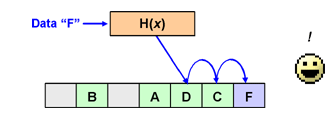 Data “F” H(x)
!
B A D C F